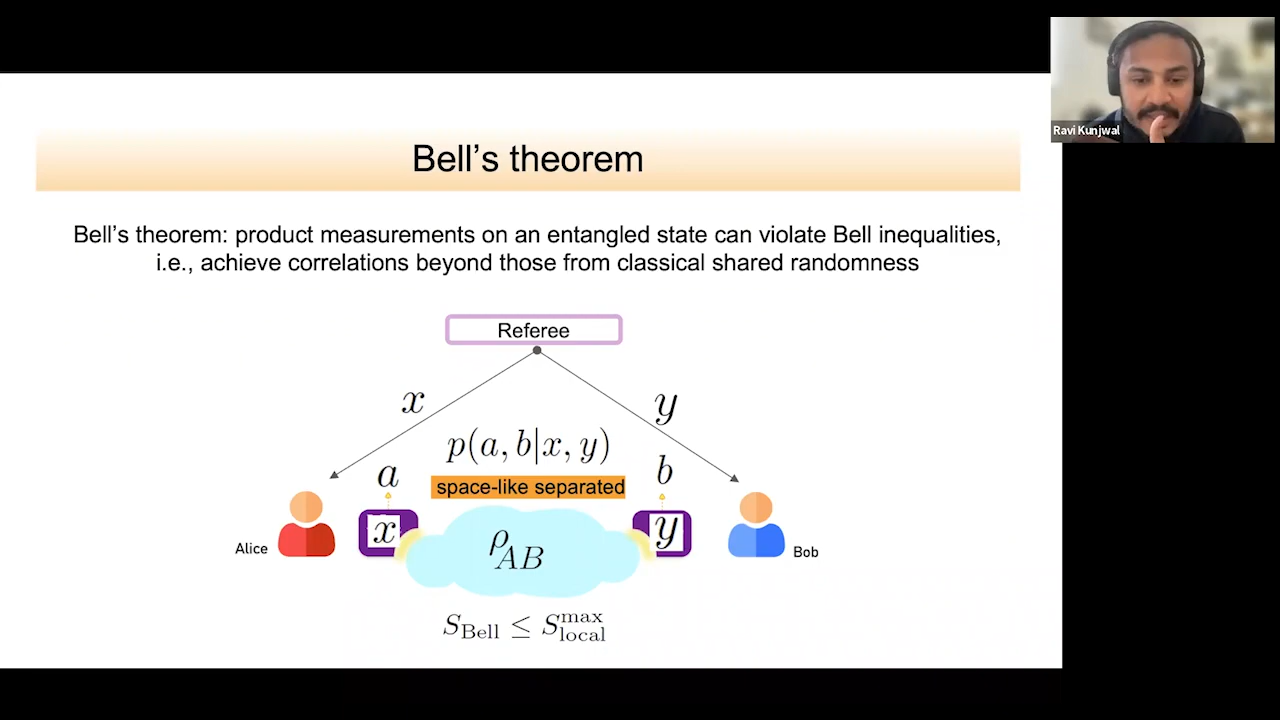 Ravi Kunjwal
Bell's theorem
Bell's theorem: product measurements on an entangled state can violate Bell inequalities,
i.e., achieve correlations beyond those from classical shared randomness
Referee
x
y
p(a, b|x, y)
a
b
space-like separated
x
y
Alice
Bob
ρ_AB
S_Bell ≤ S_local^max